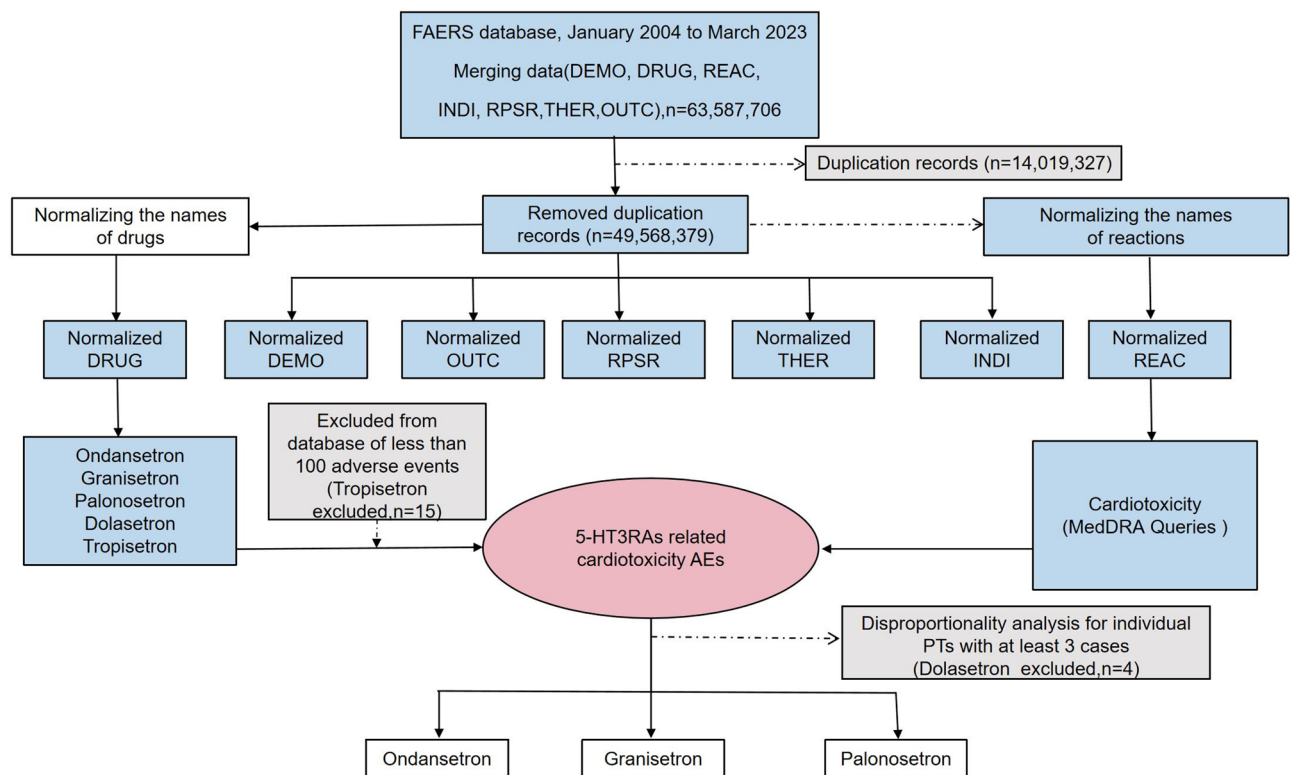 FAERS database, January 2004 to March 2023
Merging data(DEMO, DRUG, REAC,
INDI, RPSR,THER,OUTC),n=63,587,706
Duplication records (n=14,019,327)
Normalizing the names
of drugs
Removed duplication
records (n=49,568,379)
Normalizing the names
of reactions
Normalized
DRUG
Normalized
DEMO
Normalized
OUTC
Normalized
RPSR
Normalized
THER
Normalized
INDI
Normalized
REAC
Ondansetron
Granisetron
Palonosetron
Dolasetron
Tropisetron
Excluded from
database of less than
100 adverse events
(Tropisetron
excluded,n=15)
5-HT3RAs related
cardiotoxicity AEs
Cardiotoxicity
(MedDRA Queries )
Disproportionality analysis for individual
PTs with at least 3 cases
(Dolasetron excluded,n=4)
Ondansetron
Granisetron
Palonosetron